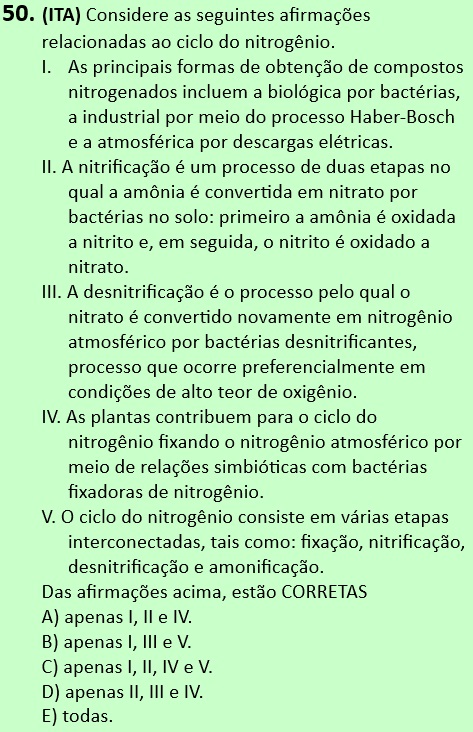 50. (ITA) Considere as seguintes afirmações
relacionadas ao ciclo do nitrogênio.
I. As principais formas de obtenção de compostos
nitrogenados incluem a biológica por bactérias,
a industrial por meio do processo Haber-Bosch
e a atmosférica por descargas elétricas.
II. A nitrificação é um processo de duas etapas no
qual a amônia é convertida em nitrato por
bactérias no solo: primeiro a amônia é oxidada
a nitrito e, em seguida, o nitrito é oxidado a
nitrato.
III. A desnitrificação é o processo pelo qual o
nitrato é convertido novamente em nitrogênio
atmosférico por bactérias desnitrificantes,
processo que ocorre preferencialmente em
condições de alto teor de oxigênio.
IV. As plantas contribuem para o ciclo do
nitrogênio fixando o nitrogênio atmosférico por
meio de relações simbióticas com bactérias
fixadoras de nitrogênio.
V. O ciclo do nitrogênio consiste em várias etapas
interconectadas, tais como: fixação, nitrificação,
desnitrificação e amonificação.
Das afirmações acima, estão CORRETAS
A) apenas I, II e IV.
B) apenas I, III e V.
C) apenas I, II, IV e V.
D) apenas II, III e IV.
E) todas.